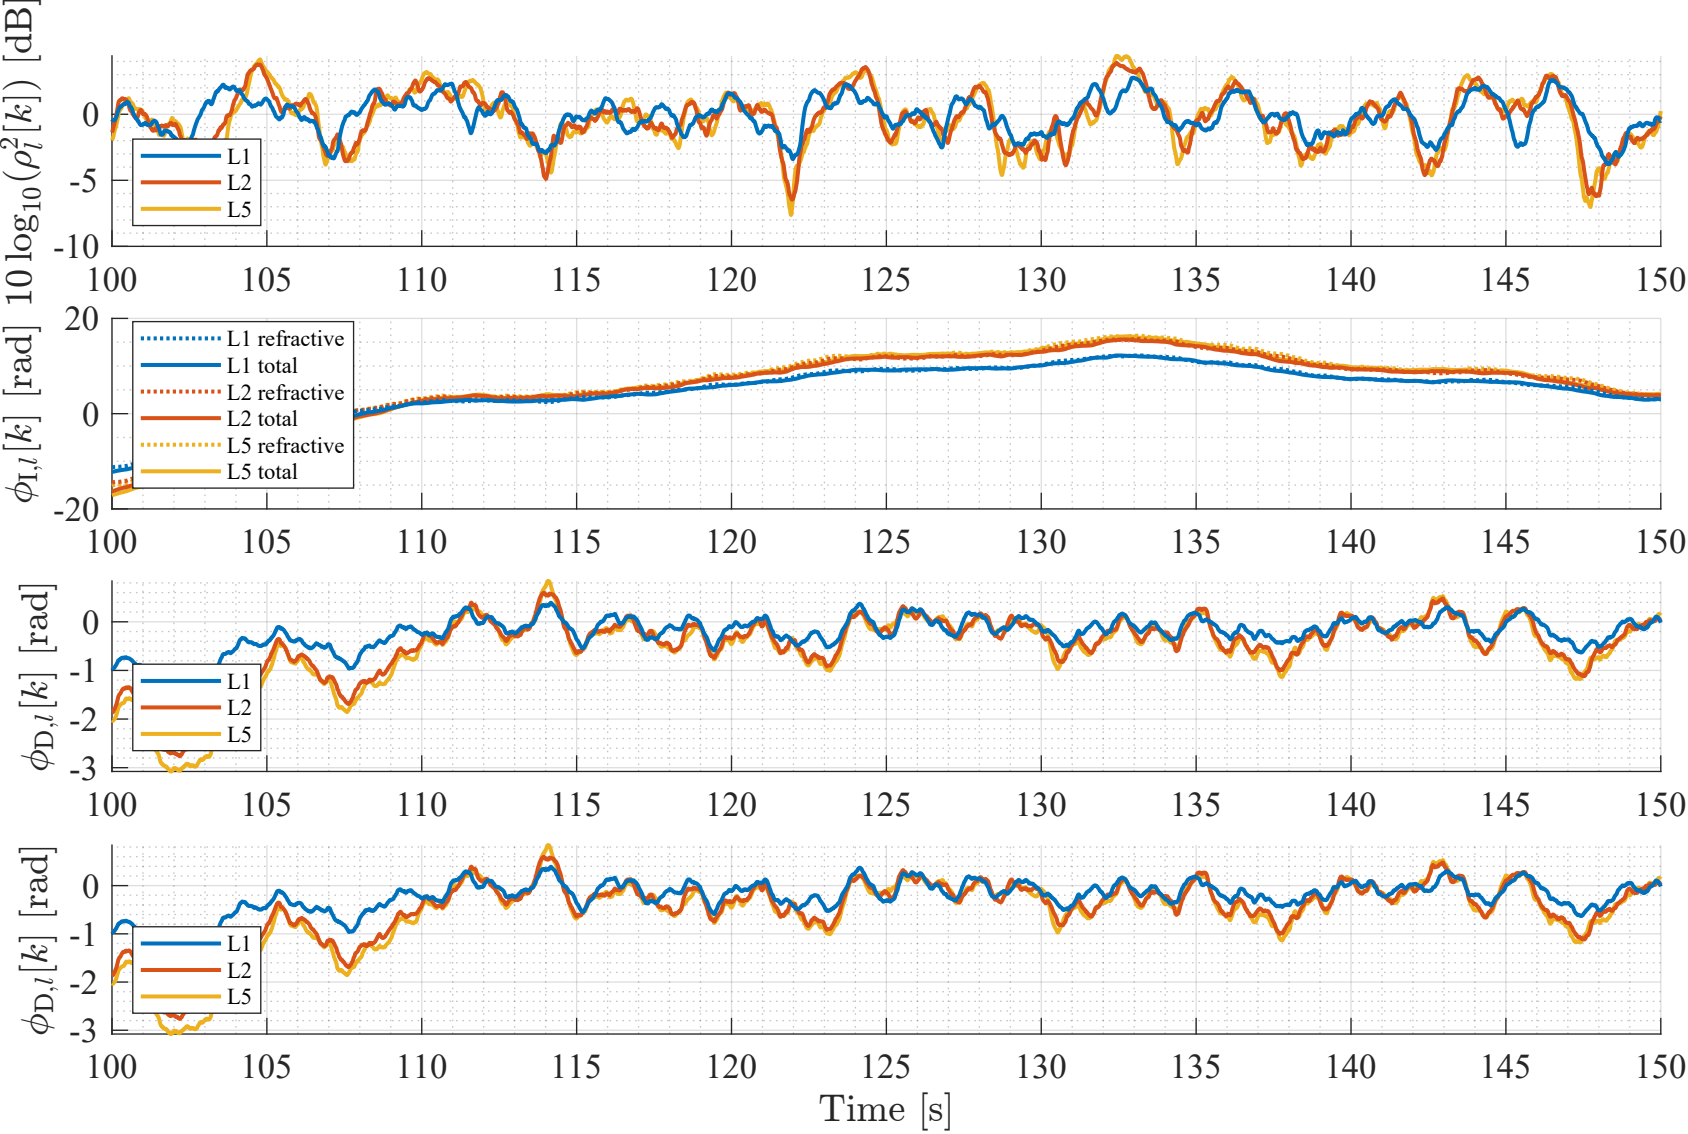 10 log₁₀(ρₗ²[k]) [dB]
0
-5
-10
L1
L2
L5
100 105 110 115 120 125 130 135 140 145 150
ϕI,l[k] [rad]
20
0
-20
L1 refractive
L1 total
L2 refractive
L2 total
L5 refractive
L5 total
100 105 110 115 120 125 130 135 140 145 150
ϕD,l[k] [rad]
0
-1
-2
-3
L1
L2
L5
100 105 110 115 120 125 130 135 140 145 150
ϕD,l[k] [rad]
0
-1
-2
-3
L1
L2
L5
100 105 110 115 120 125 130 135 140 145 150
Time [s]